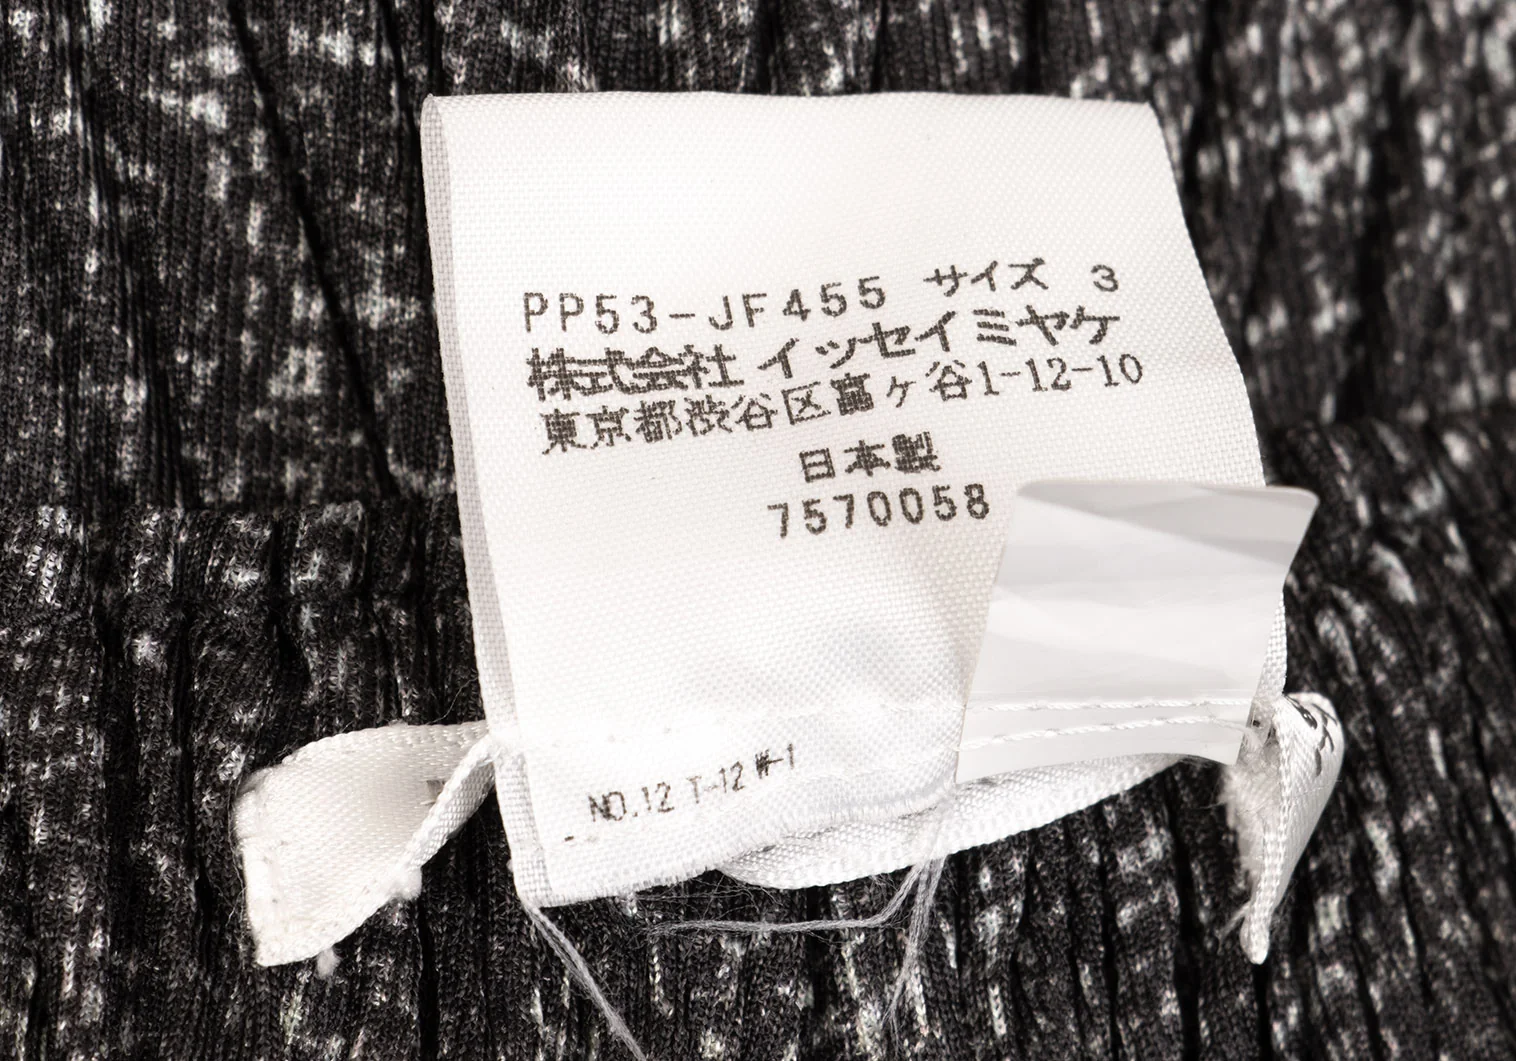 PP53-JF455 サイズ 3
株式会社 イッセイミヤケ
東京都渋谷区富ヶ谷1-12-10
日本製
7570058
NO.12 T-12 #-1